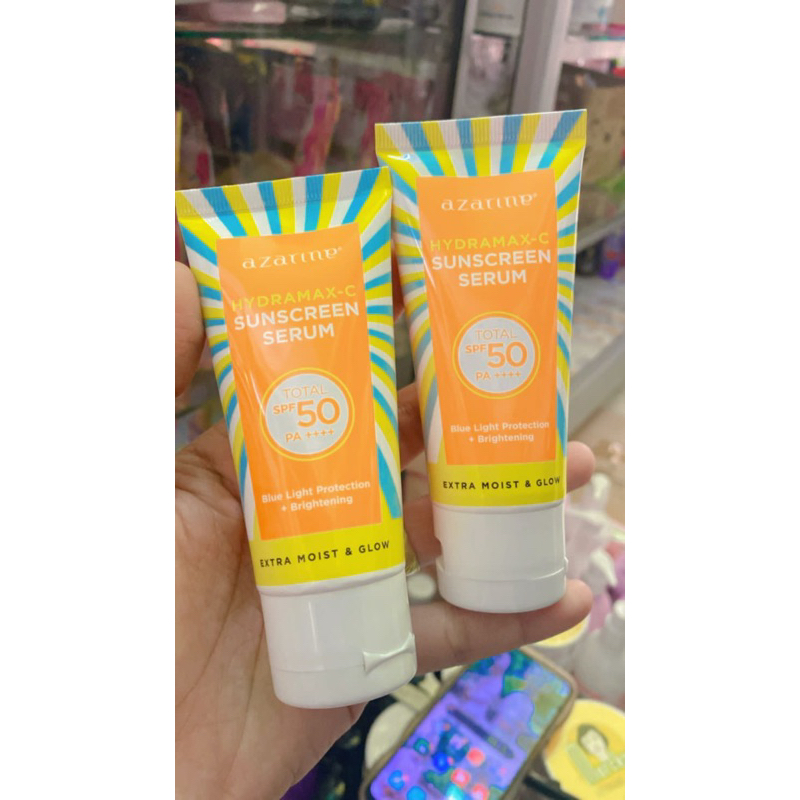 azarine®
HYDRAMAX-C
SUNSCREEN
SERUM
TOTAL
SPF 50
PA ++++
Blue Light Protection
+ Brightening
EXTRA MOIST & GLOW
azarine®
HYDRAMAX-C
SUNSCREEN
SERUM
TOTAL
SPF 50
PA ++++
Blue Light Protection
+ Brightening
EXTRA MOIST & GLOW